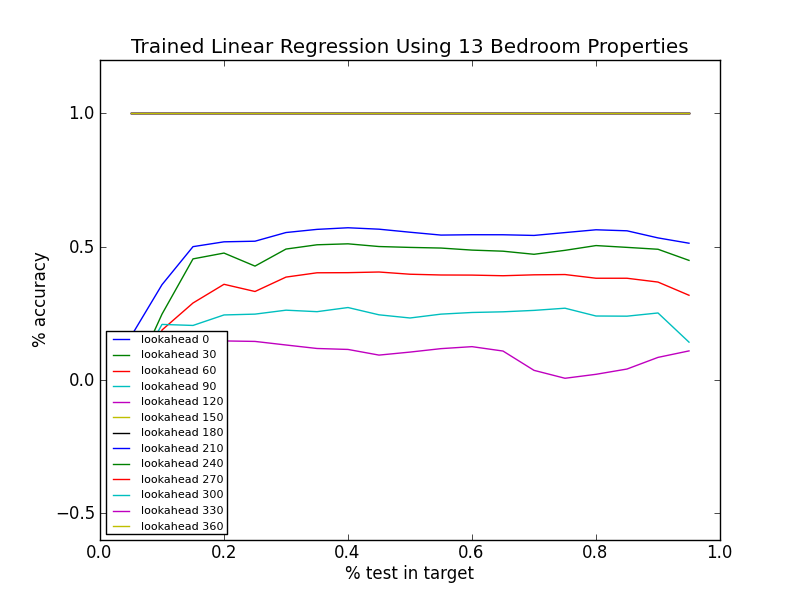 Trained Linear Regression Using 13 Bedroom Properties
1.0
0.5
0.0
−0.5
% accuracy
lookahead 0
lookahead 30
lookahead 60
lookahead 90
lookahead 120
lookahead 150
lookahead 180
lookahead 210
lookahead 240
lookahead 270
lookahead 300
lookahead 330
lookahead 360
0.0 0.2 0.4 0.6 0.8 1.0
% test in target